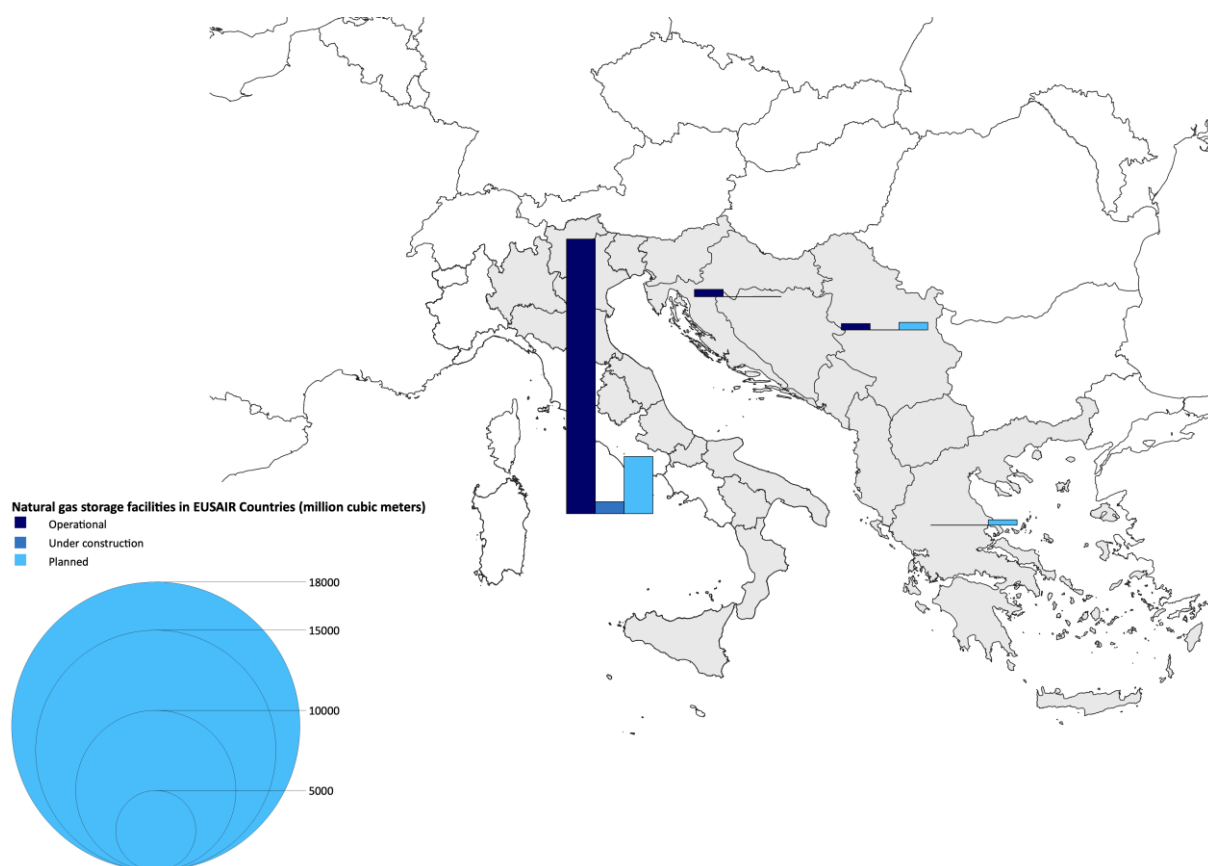 Natural gas storage facilities in EUSAIR Countries (million cubic meters)
Operational
Under construction
Planned
18000
15000
10000
5000